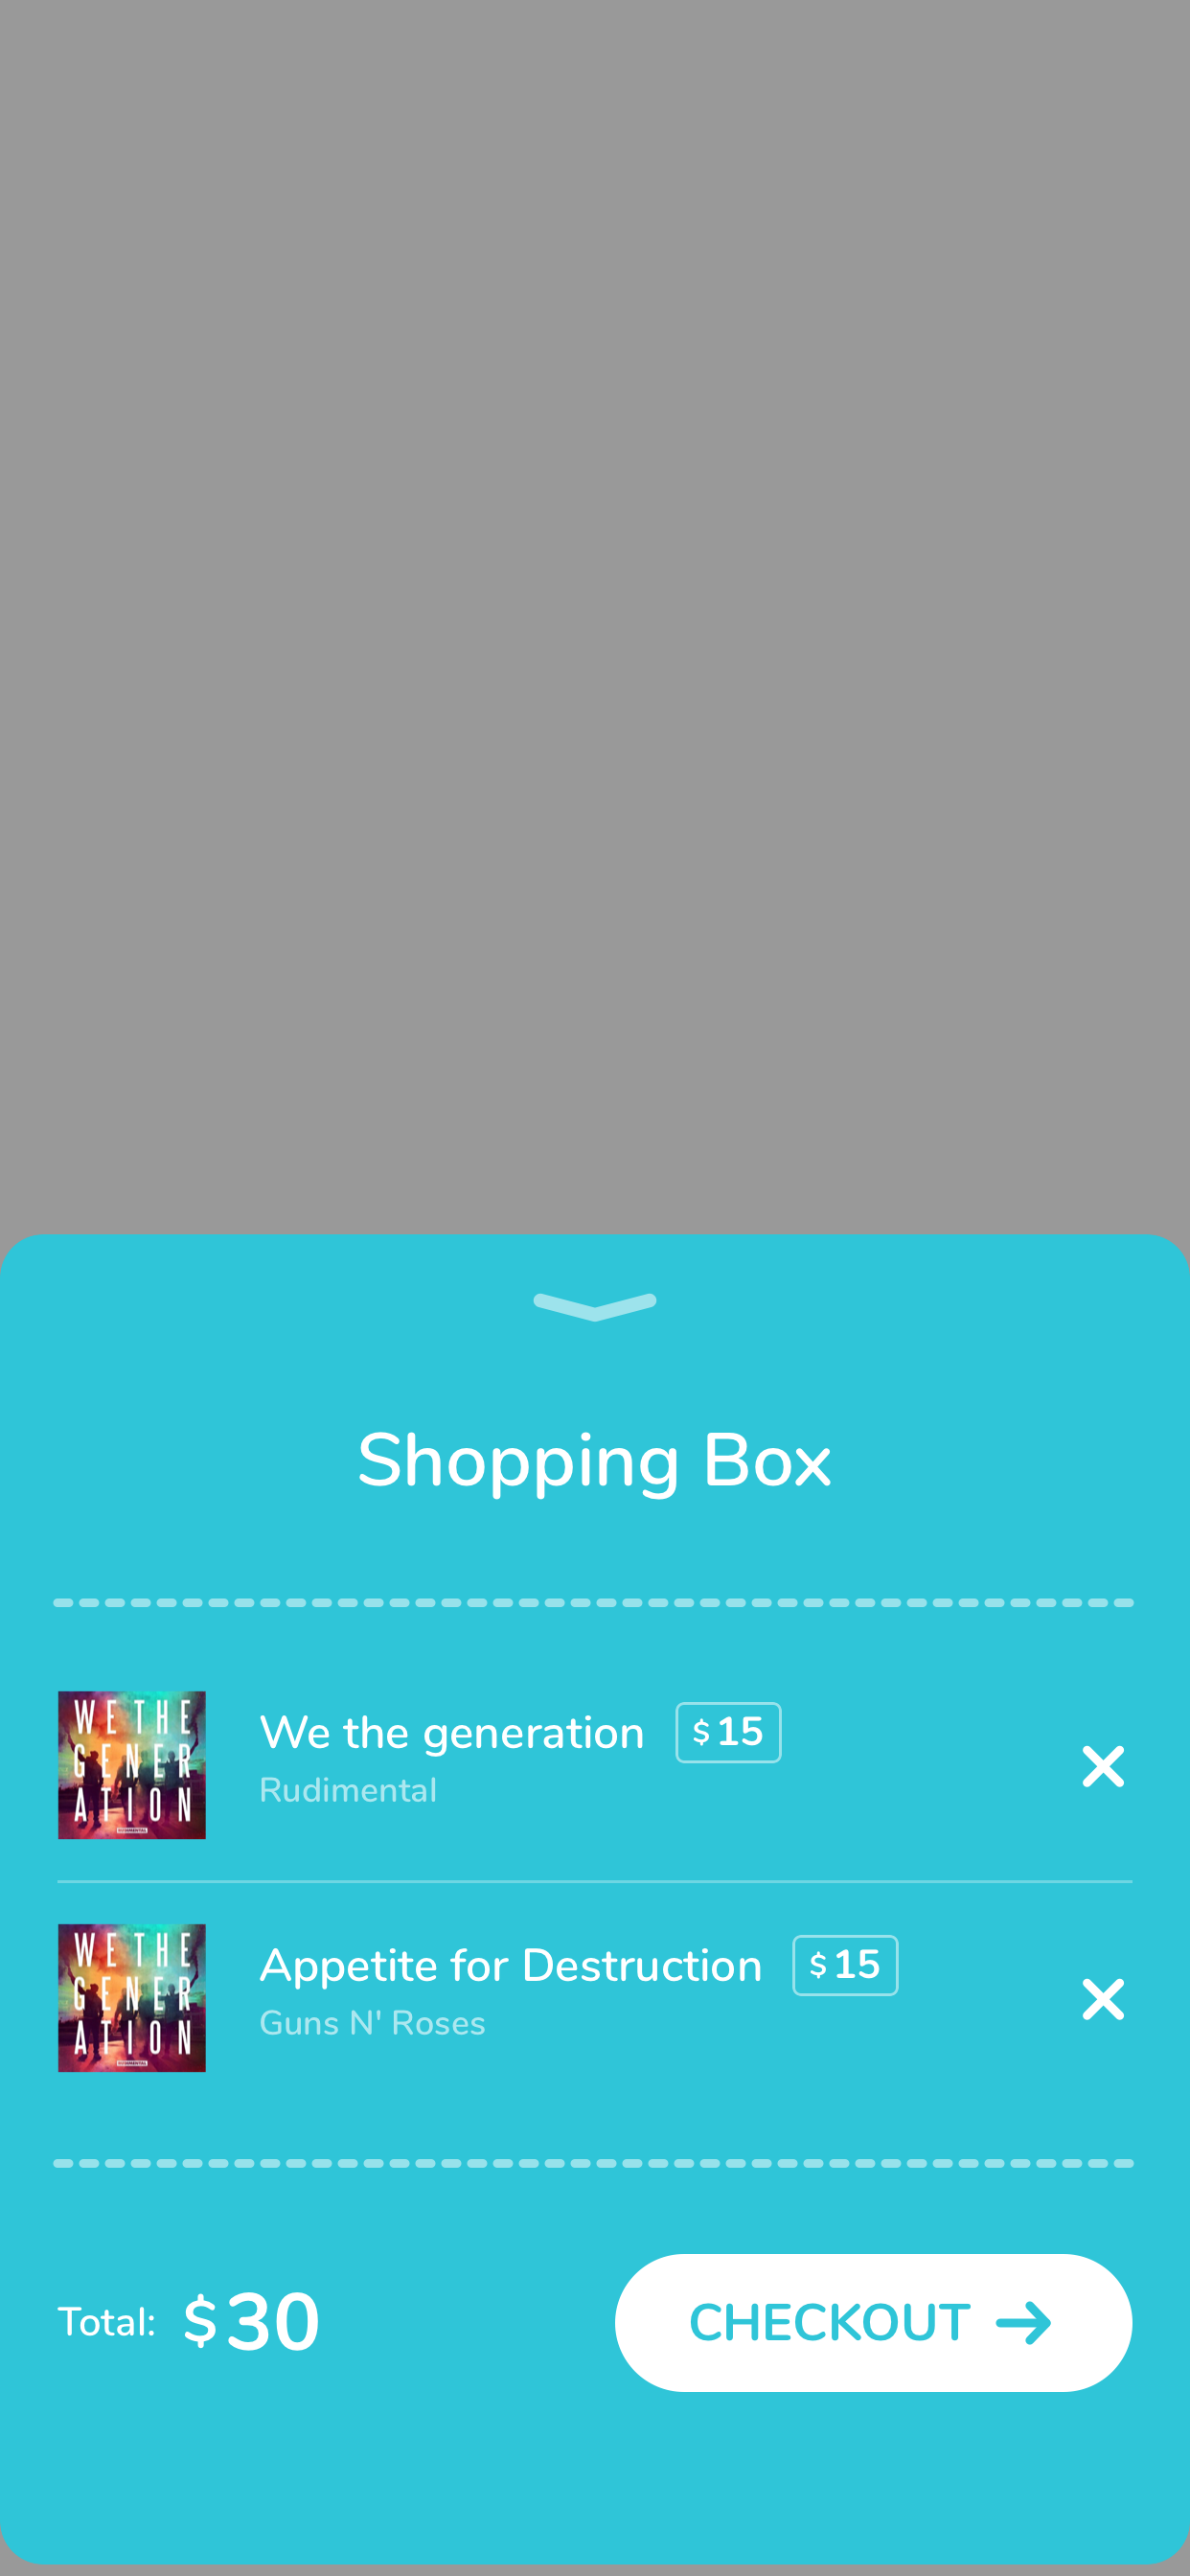 Shopping Box
WE THE
GENER
ATION
We the generation $15
Rudimental
WE THE
GENER
ATION
Appetite for Destruction $15
Guns N' Roses
Total: $30
CHECKOUT